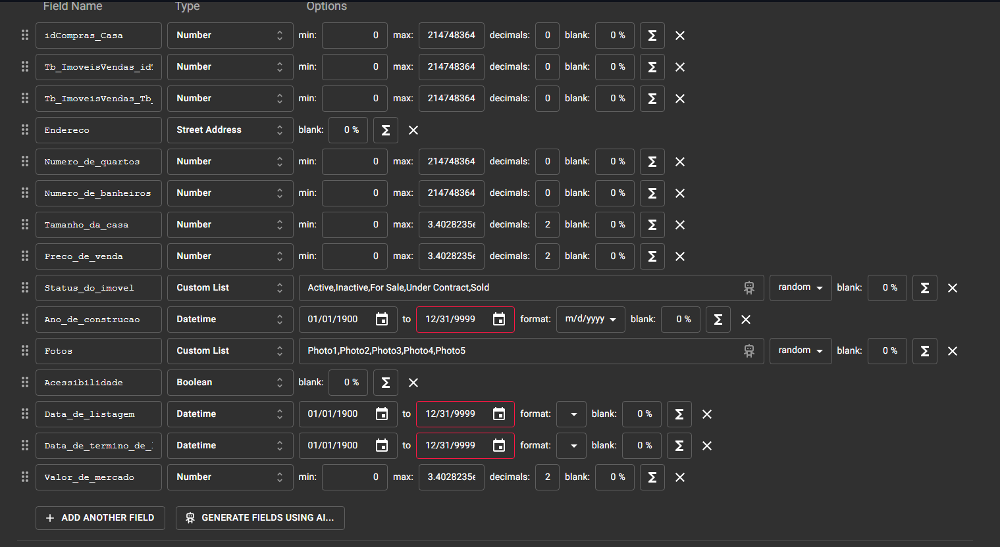 Field Name Type Options
idCompras_Casa Number min: 0 max: 214748364 decimals: 0 blank: 0 % Σ
Tb_ImoveisVendas_id Number min: 0 max: 214748364 decimals: 0 blank: 0 % Σ
Tb_ImoveisVendas_Tb_ Number min: 0 max: 214748364 decimals: 0 blank: 0 % Σ
Endereco Street Address blank: 0 % Σ
Numero_de_quartos Number min: 0 max: 214748364 decimals: 0 blank: 0 % Σ
Numero_de_banheiros Number min: 0 max: 214748364 decimals: 0 blank: 0 % Σ
Tamanho_da_casa Number min: 0 max: 3.4028235e decimals: 2 blank: 0 % Σ
Preco_de_venda Number min: 0 max: 3.4028235e decimals: 2 blank: 0 % Σ
Status_do_imovel Custom List Active,Inactive,For Sale,Under Contract,Sold random blank: 0 % Σ
Ano_de_construcao Datetime 01/01/1900 to 12/31/9999 format: m/d/yyyy blank: 0 % Σ
Fotos Custom List Photo1,Photo2,Photo3,Photo4,Photo5 random blank: 0 % Σ
Acessibilidade Boolean blank: 0 % Σ
Data_de_listagem Datetime 01/01/1900 to 12/31/9999 format: blank: 0 % Σ
Data_de_termino_de_ Datetime 01/01/1900 to 12/31/9999 format: blank: 0 % Σ
Valor_de_mercado Number min: 0 max: 3.4028235e decimals: 2 blank: 0 % Σ
+ ADD ANOTHER FIELD GENERATE FIELDS USING AI...